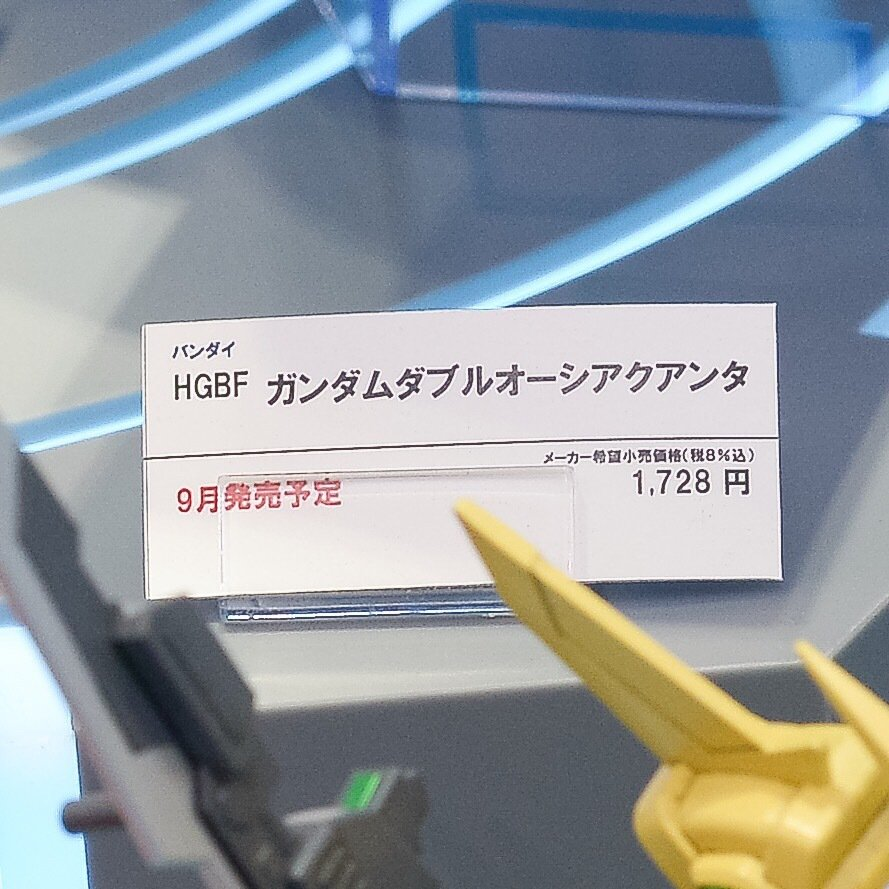 バンダイ
HGBF ガンダムダブルオーシアクアンタ
メーカー希望小売価格(税8%込)
9月発売予定 1,728 円